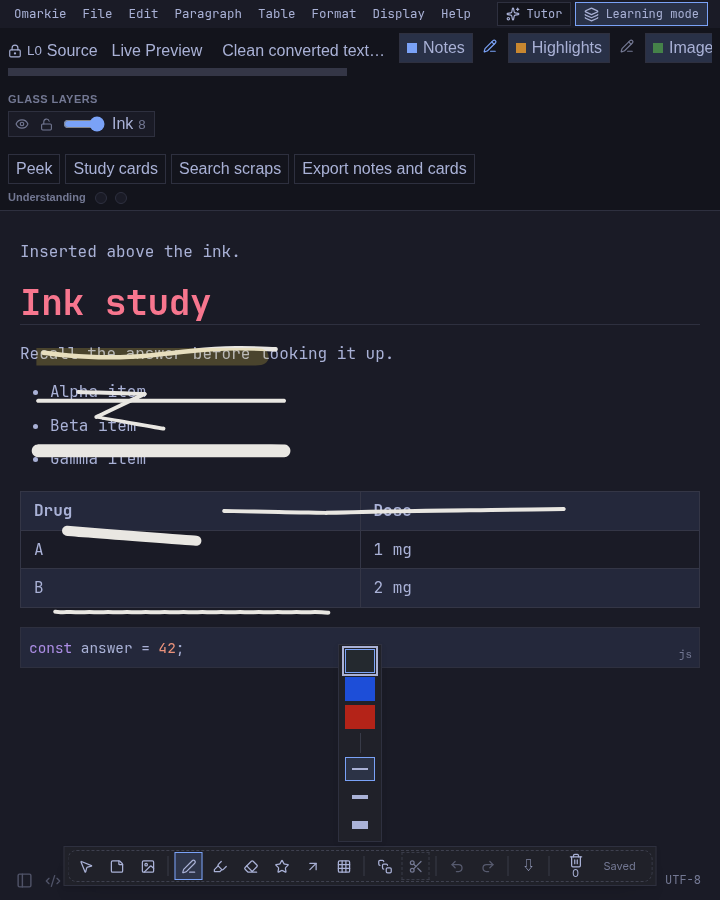 Omarkie File Edit Paragraph Table Format Display Help Tutor Learning mode
L0 Source Live Preview Clean converted text… Notes Highlights Image
GLASS LAYERS
Ink 8
Peek Study cards Search scraps Export notes and cards
Understanding
Inserted above the ink.
Ink study
Recall the answer before looking it up.
Alpha item
Beta item
Gamma item
Drug Dose
A 1 mg
B 2 mg
const answer = 42;
js
0 Saved
UTF-8